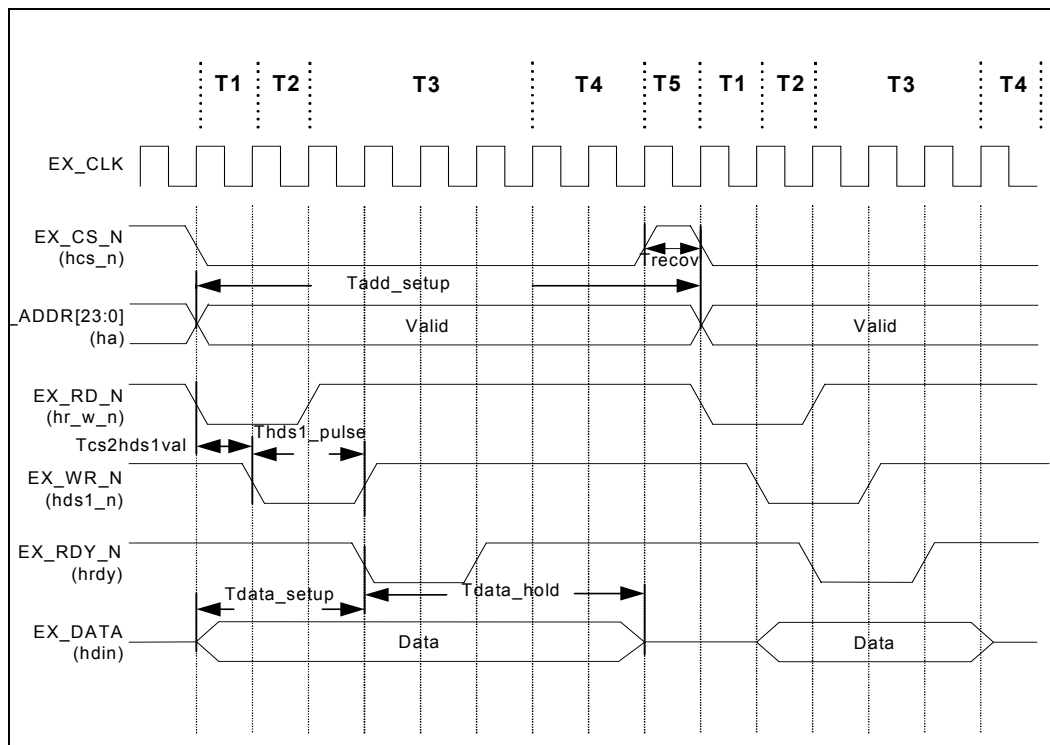 T1 T2 T3 T4 T5 T1 T2 T3 T4
EX_CLK
EX_CS_N
(hcs_n)
Trecov
Tadd_setup
_ADDR[23:0]
(ha)
Valid Valid
EX_RD_N
(hr_w_n)
Tcs2hds1val
Thds1_pulse
EX_WR_N
(hds1_n)
EX_RDY_N
(hrdy)
Tdata_setup
Tdata_hold
EX_DATA
(hdin)
Data Data